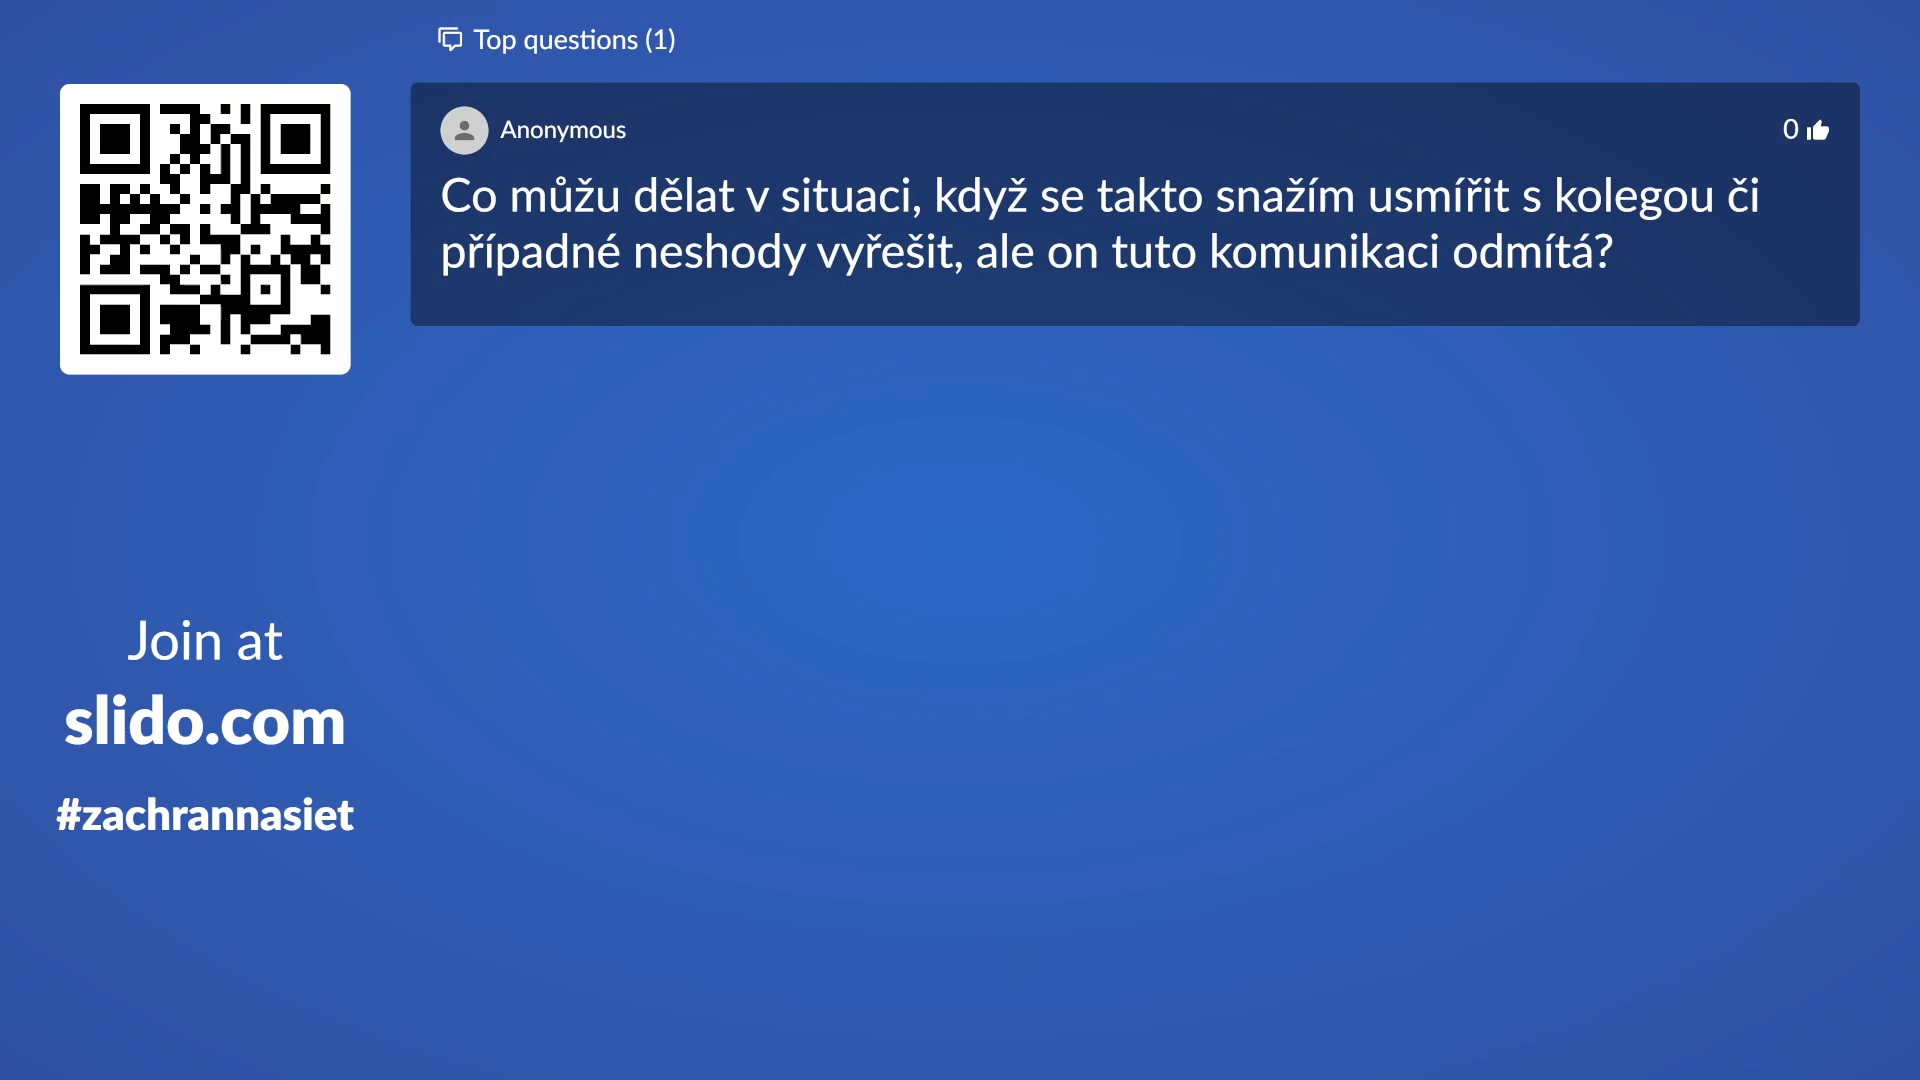 Top questions (1)
Anonymous
0
Co můžu dělat v situaci, když se takto snažím usmířit s kolegou či
případné neshody vyřešit, ale on tuto komunikaci odmítá?
Join at
slido.com
#zachrannasiet